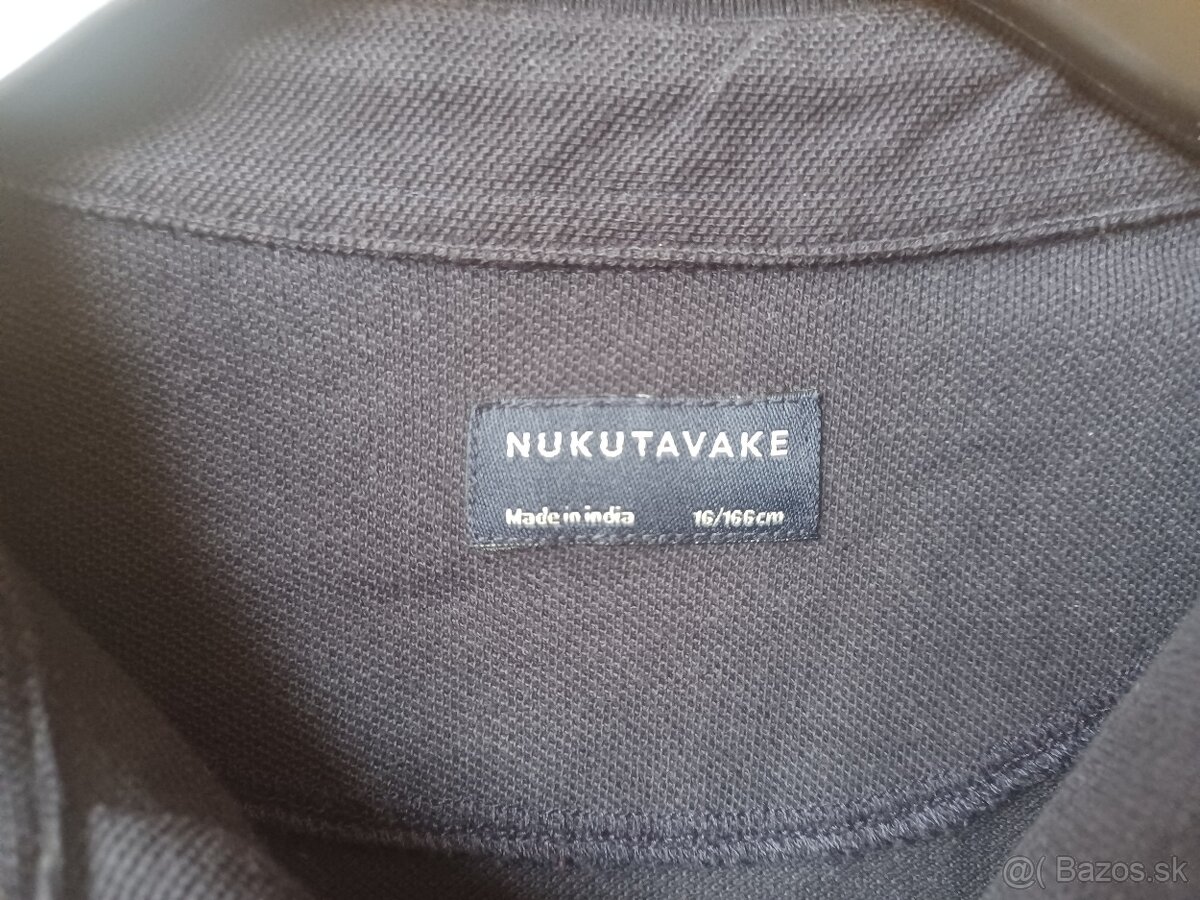 NUKUTAVAKE
Made in india 16/166cm
@( Bazos.sk